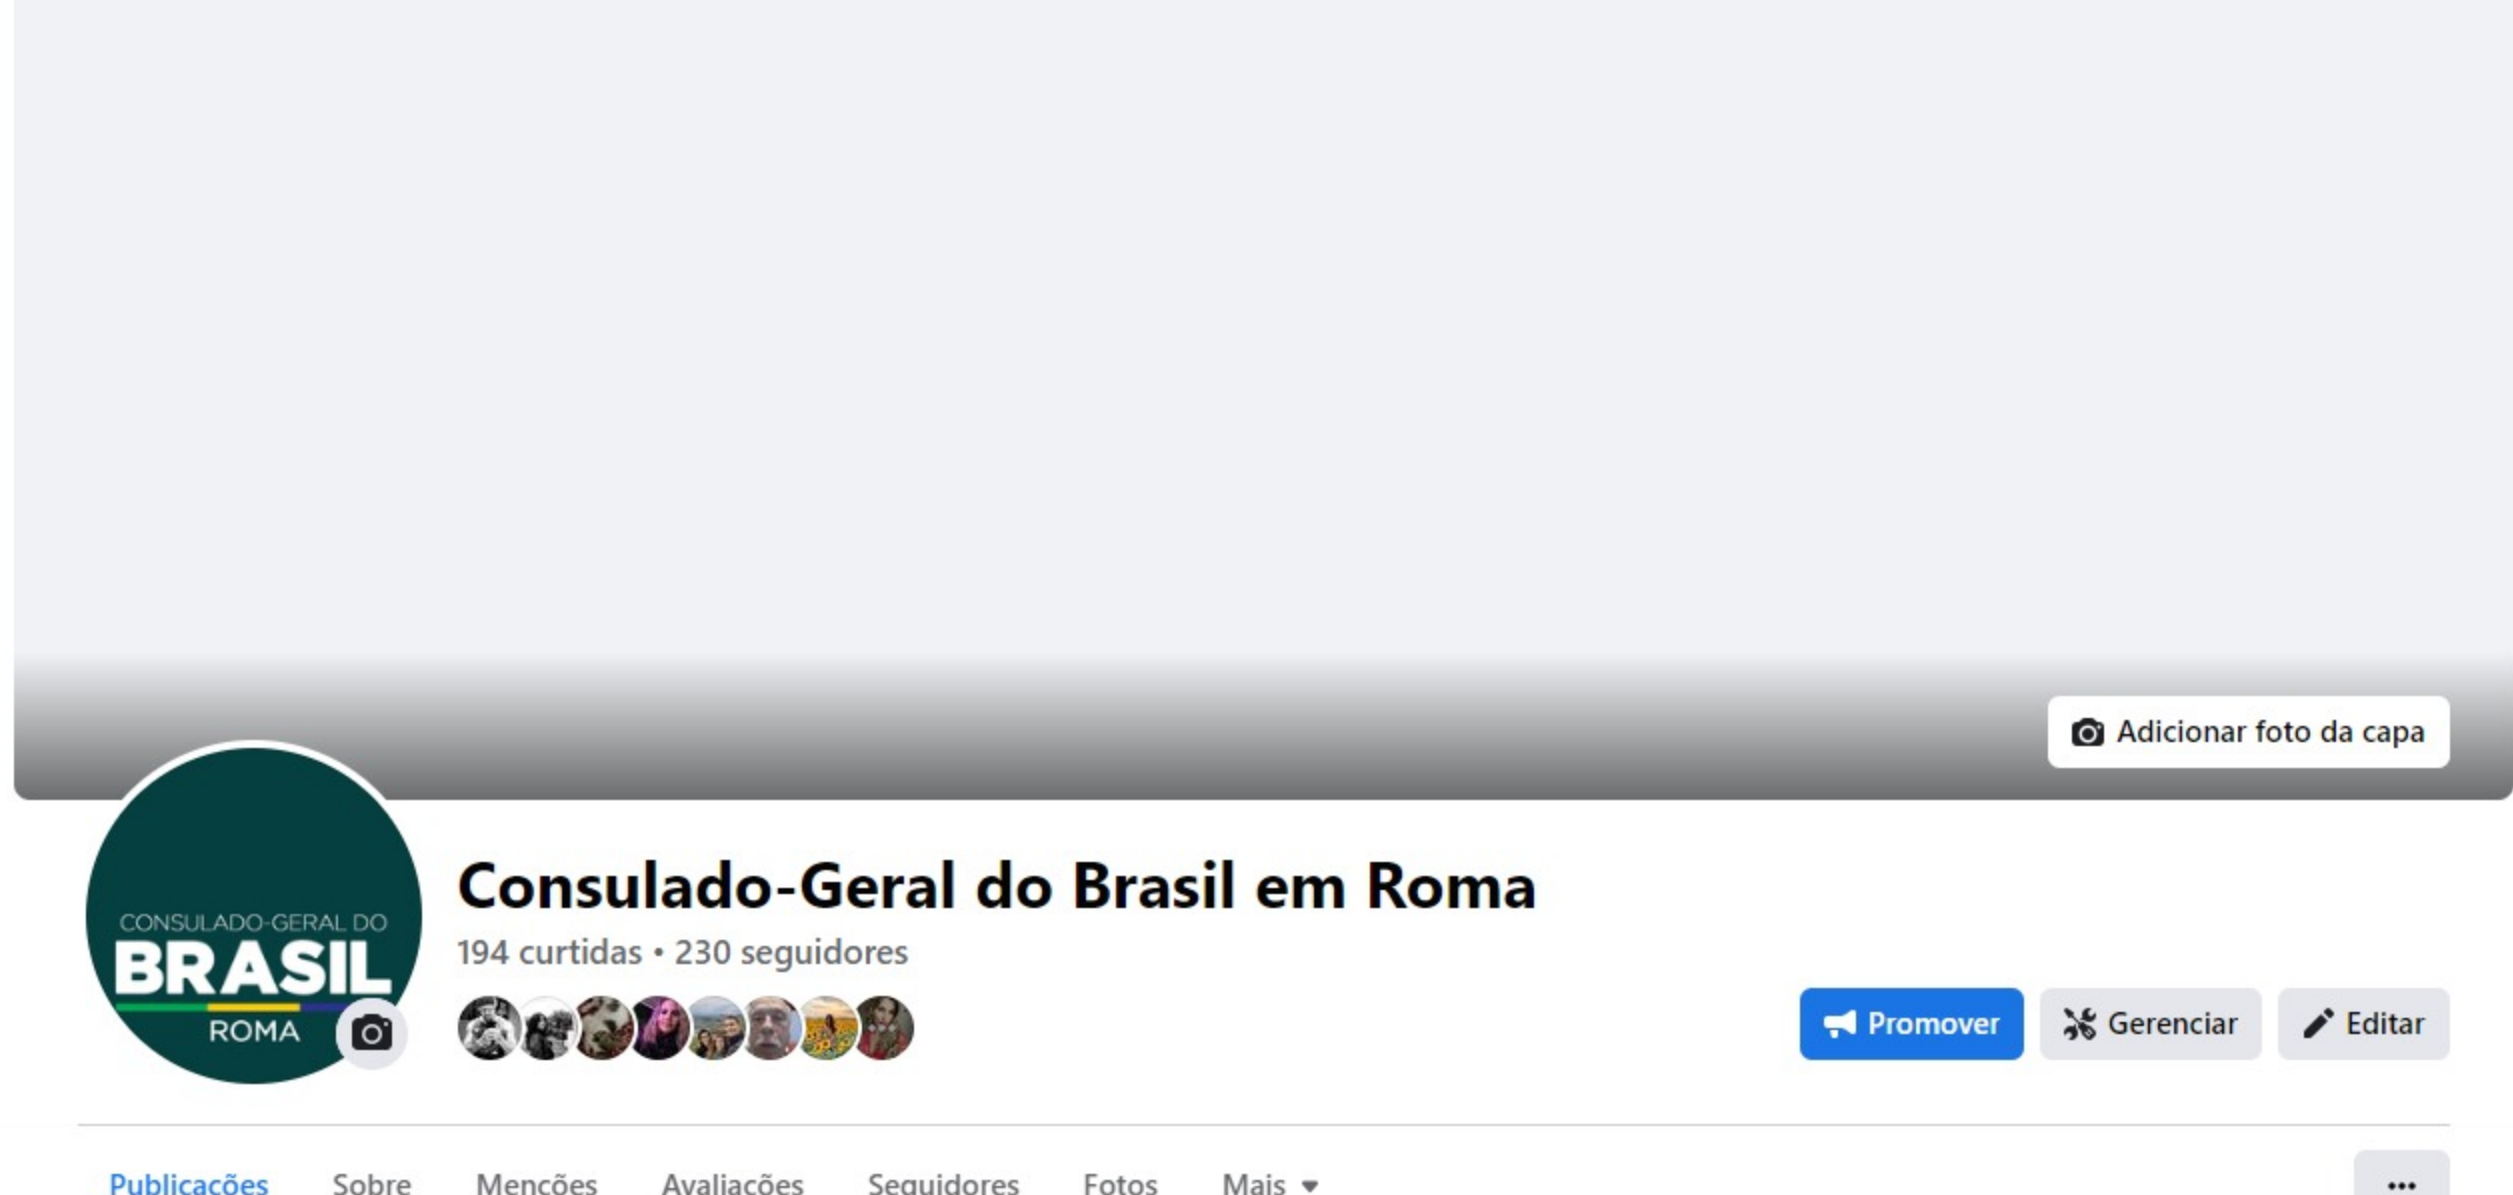 Adicionar foto da capa
CONSULADO-GERAL DO
BRASIL
ROMA
Consulado-Geral do Brasil em Roma
194 curtidas • 230 seguidores
Promover
Gerenciar
Editar
Publicações
Sobre
Menções
Avaliações
Seguidores
Fotos
Mais